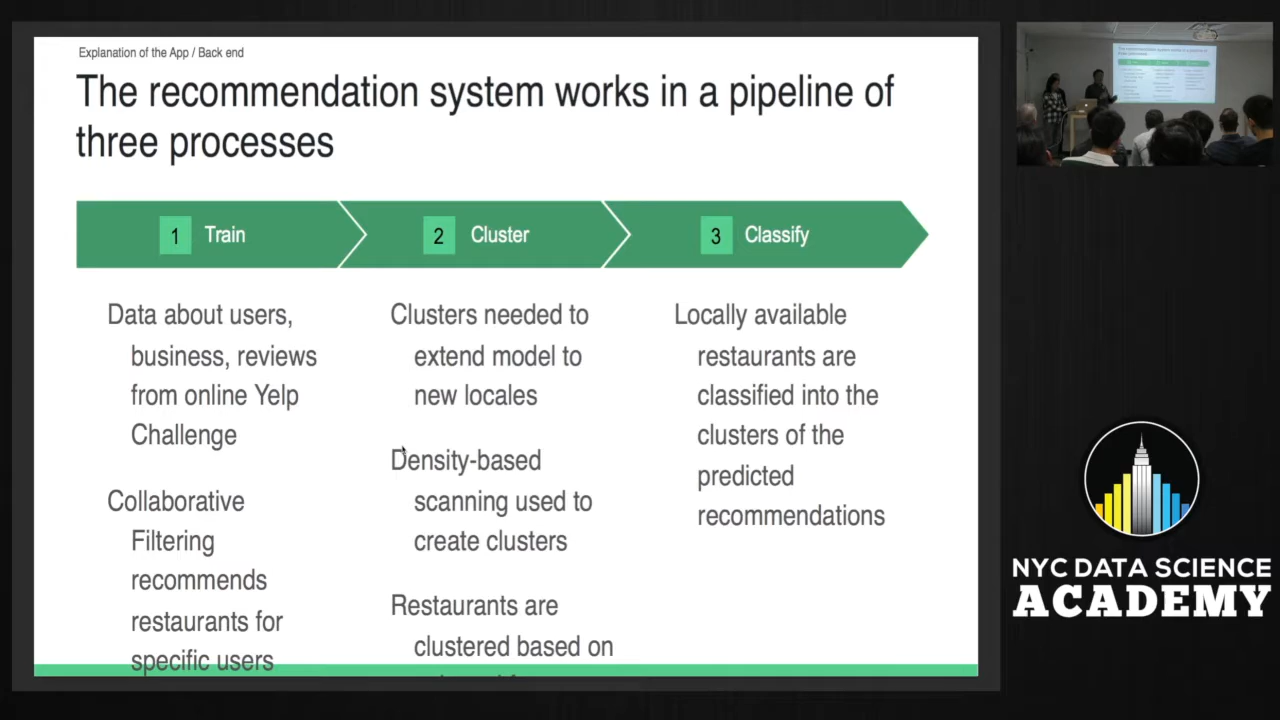 Explanation of the App / Back end
The recommendation system works in a pipeline of
three processes
1 Train
2 Cluster
3 Classify
Data about users,
business, reviews
from online Yelp
Challenge
Collaborative
Filtering
recommends
restaurants for
specific users
Clusters needed to
extend model to
new locales
Density-based
scanning used to
create clusters
Restaurants are
clustered based on
Locally available
restaurants are
classified into the
clusters of the
predicted
recommendations
NYC DATA SCIENCE
ACADEMY